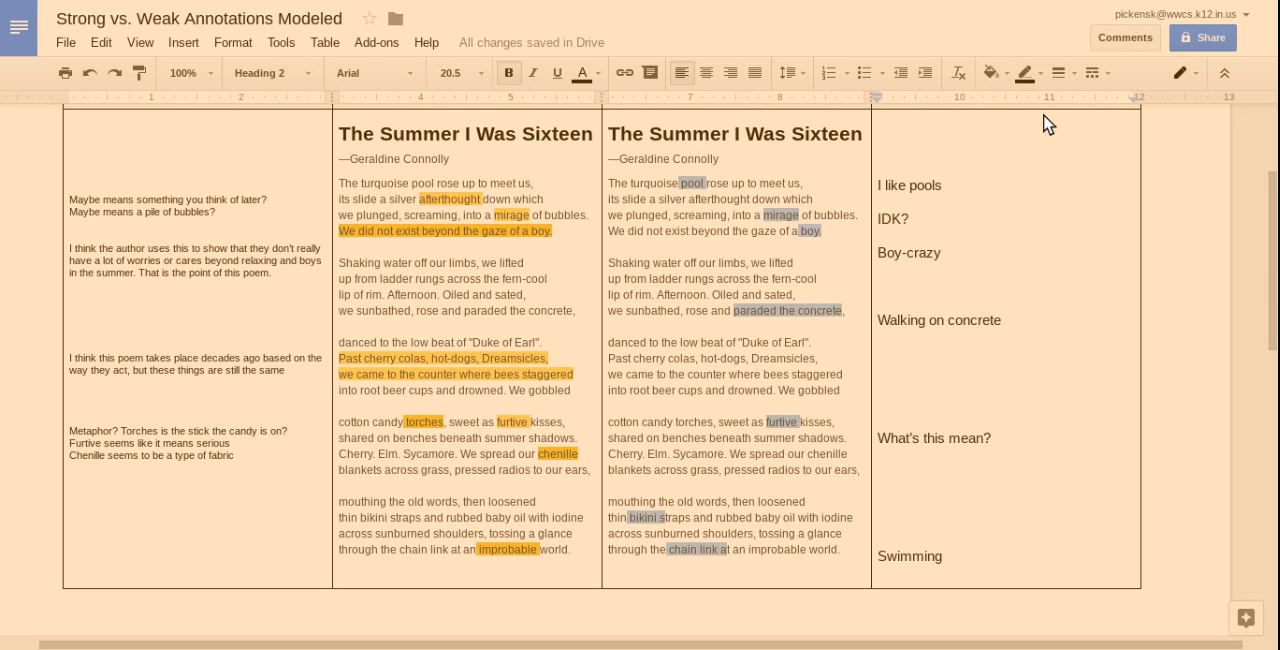 Strong vs. Weak Annotations Modeled
pickensk@wwcs.k12.in.us
File Edit View Insert Format Tools Table Add-ons Help All changes saved in Drive
Comments
Share
100% Heading 2 Arial 20.5 B I U A
1 2 4 5 7 8 10 11 12 13
Maybe means something you think of later?
Maybe means a pile of bubbles?
I think the author uses this to show that they don't really
have a lot of worries or cares beyond relaxing and boys
in the summer. That is the point of this poem.
I think this poem takes place decades ago based on the
way they act, but these things are still the same
Metaphor? Torches is the stick the candy is on?
Furtive seems like it means serious
Chenille seems to be a type of fabric
The Summer I Was Sixteen
—Geraldine Connolly
The turquoise pool rose up to meet us,
its slide a silver afterthought down which
we plunged, screaming, into a mirage of bubbles.
We did not exist beyond the gaze of a boy.
Shaking water off our limbs, we lifted
up from ladder rungs across the fern-cool
lip of rim. Afternoon. Oiled and sated,
we sunbathed, rose and paraded the concrete,
danced to the low beat of "Duke of Earl".
Past cherry colas, hot-dogs, Dreamsicles,
we came to the counter where bees staggered
into root beer cups and drowned. We gobbled
cotton candy torches, sweet as furtive kisses,
shared on benches beneath summer shadows.
Cherry. Elm. Sycamore. We spread our chenille
blankets across grass, pressed radios to our ears,
mouthing the old words, then loosened
thin bikini straps and rubbed baby oil with iodine
across sunburned shoulders, tossing a glance
through the chain link at an improbable world.
The Summer I Was Sixteen
—Geraldine Connolly
The turquoise pool rose up to meet us,
its slide a silver afterthought down which
we plunged, screaming, into a mirage of bubbles.
We did not exist beyond the gaze of a boy.
Shaking water off our limbs, we lifted
up from ladder rungs across the fern-cool
lip of rim. Afternoon. Oiled and sated,
we sunbathed, rose and paraded the concrete,
danced to the low beat of "Duke of Earl".
Past cherry colas, hot-dogs, Dreamsicles,
we came to the counter where bees staggered
into root beer cups and drowned. We gobbled
cotton candy torches, sweet as furtive kisses,
shared on benches beneath summer shadows.
Cherry. Elm. Sycamore. We spread our chenille
blankets across grass, pressed radios to our ears,
mouthing the old words, then loosened
thin bikini straps and rubbed baby oil with iodine
across sunburned shoulders, tossing a glance
through the chain link at an improbable world.
I like pools
IDK?
Boy-crazy
Walking on concrete
What's this mean?
Swimming